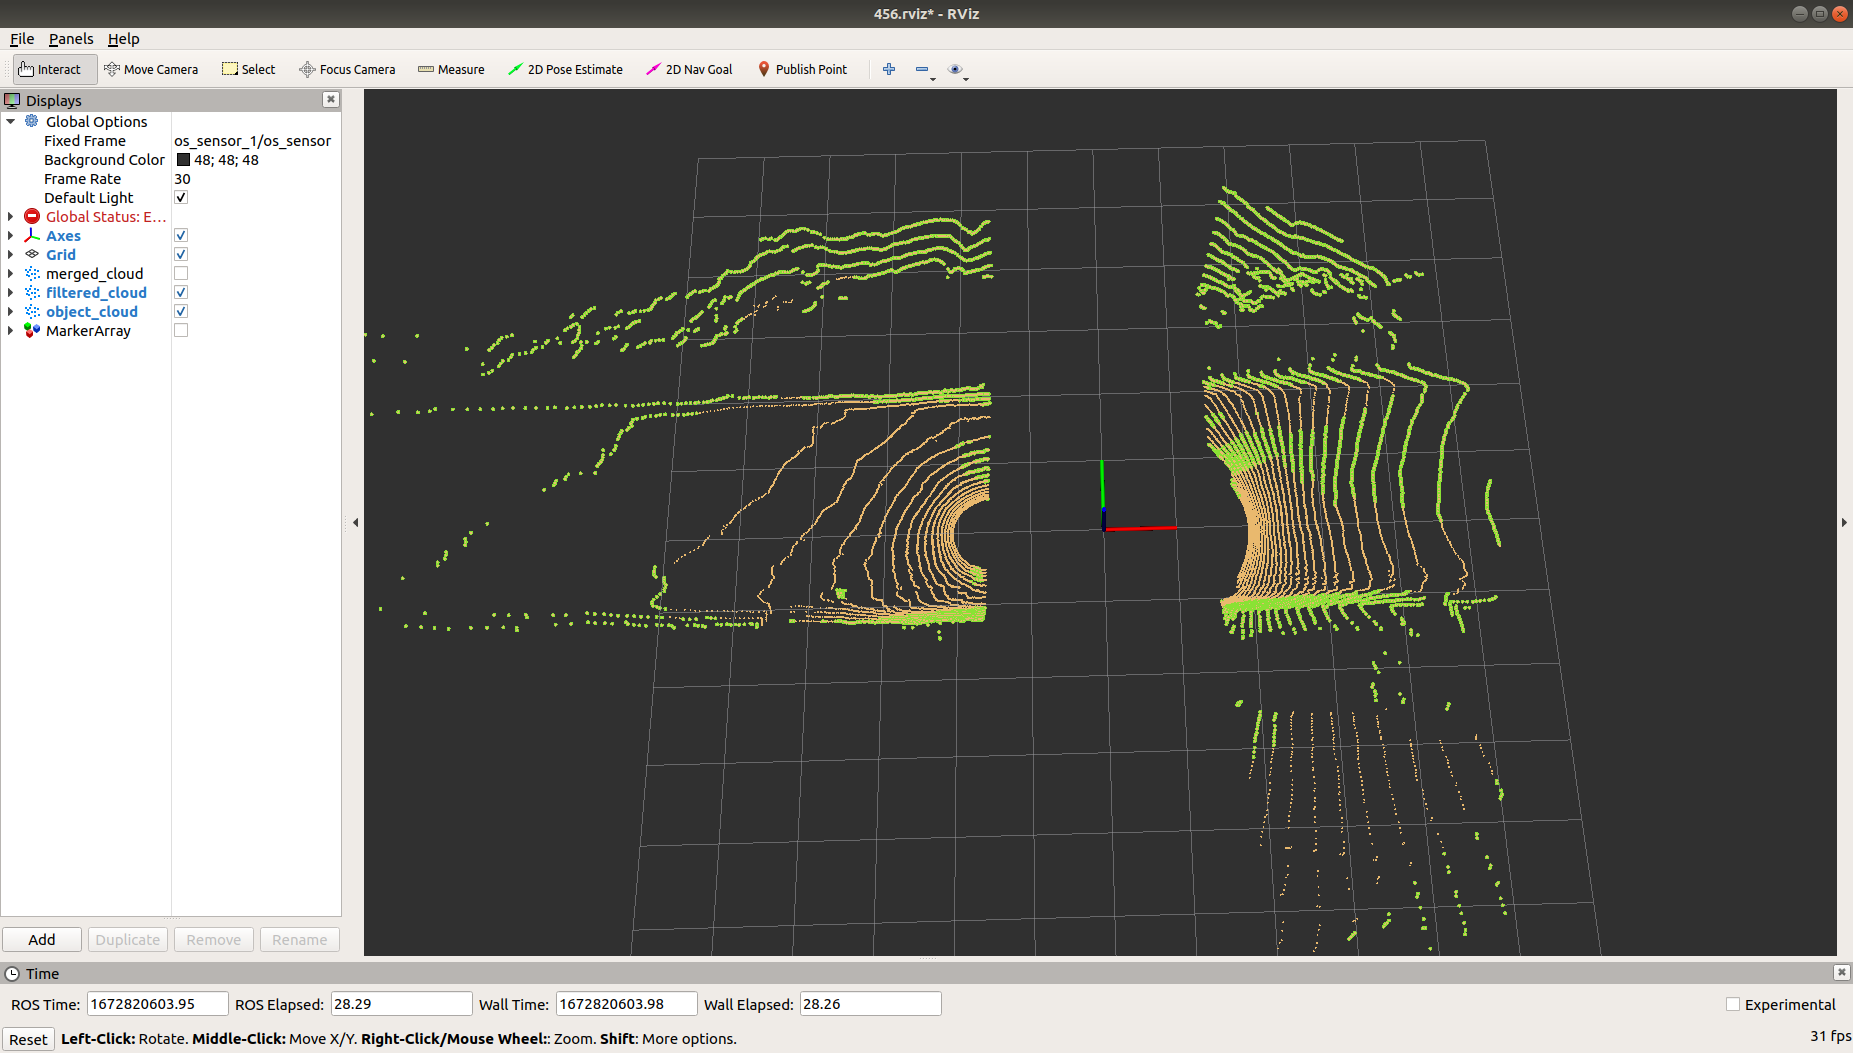 456.rviz* - RViz
File Panels Help
Interact Move Camera Select Focus Camera Measure 2D Pose Estimate 2D Nav Goal Publish Point
Displays
Global Options
Fixed Frame os_sensor_1/os_sensor
Background Color 48; 48; 48
Frame Rate 30
Default Light
Global Status: E...
Axes
Grid
merged_cloud
filtered_cloud
object_cloud
MarkerArray
Add Duplicate Remove Rename
Time
ROS Time: 1672820603.95 ROS Elapsed: 28.29 Wall Time: 1672820603.98 Wall Elapsed: 28.26 Experimental
Reset Left-Click: Rotate. Middle-Click: Move X/Y. Right-Click/Mouse Wheel:: Zoom. Shift: More options. 31 fps